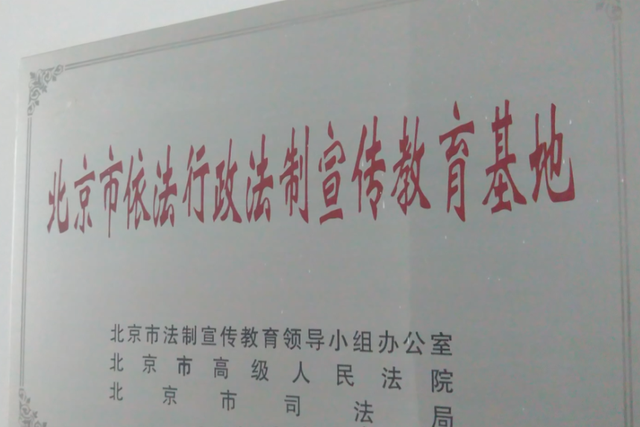 北京市依法行政法制宣传教育基地
北京市法制宣传教育领导小组办公室
北京市高级人民法院
北京市司法局